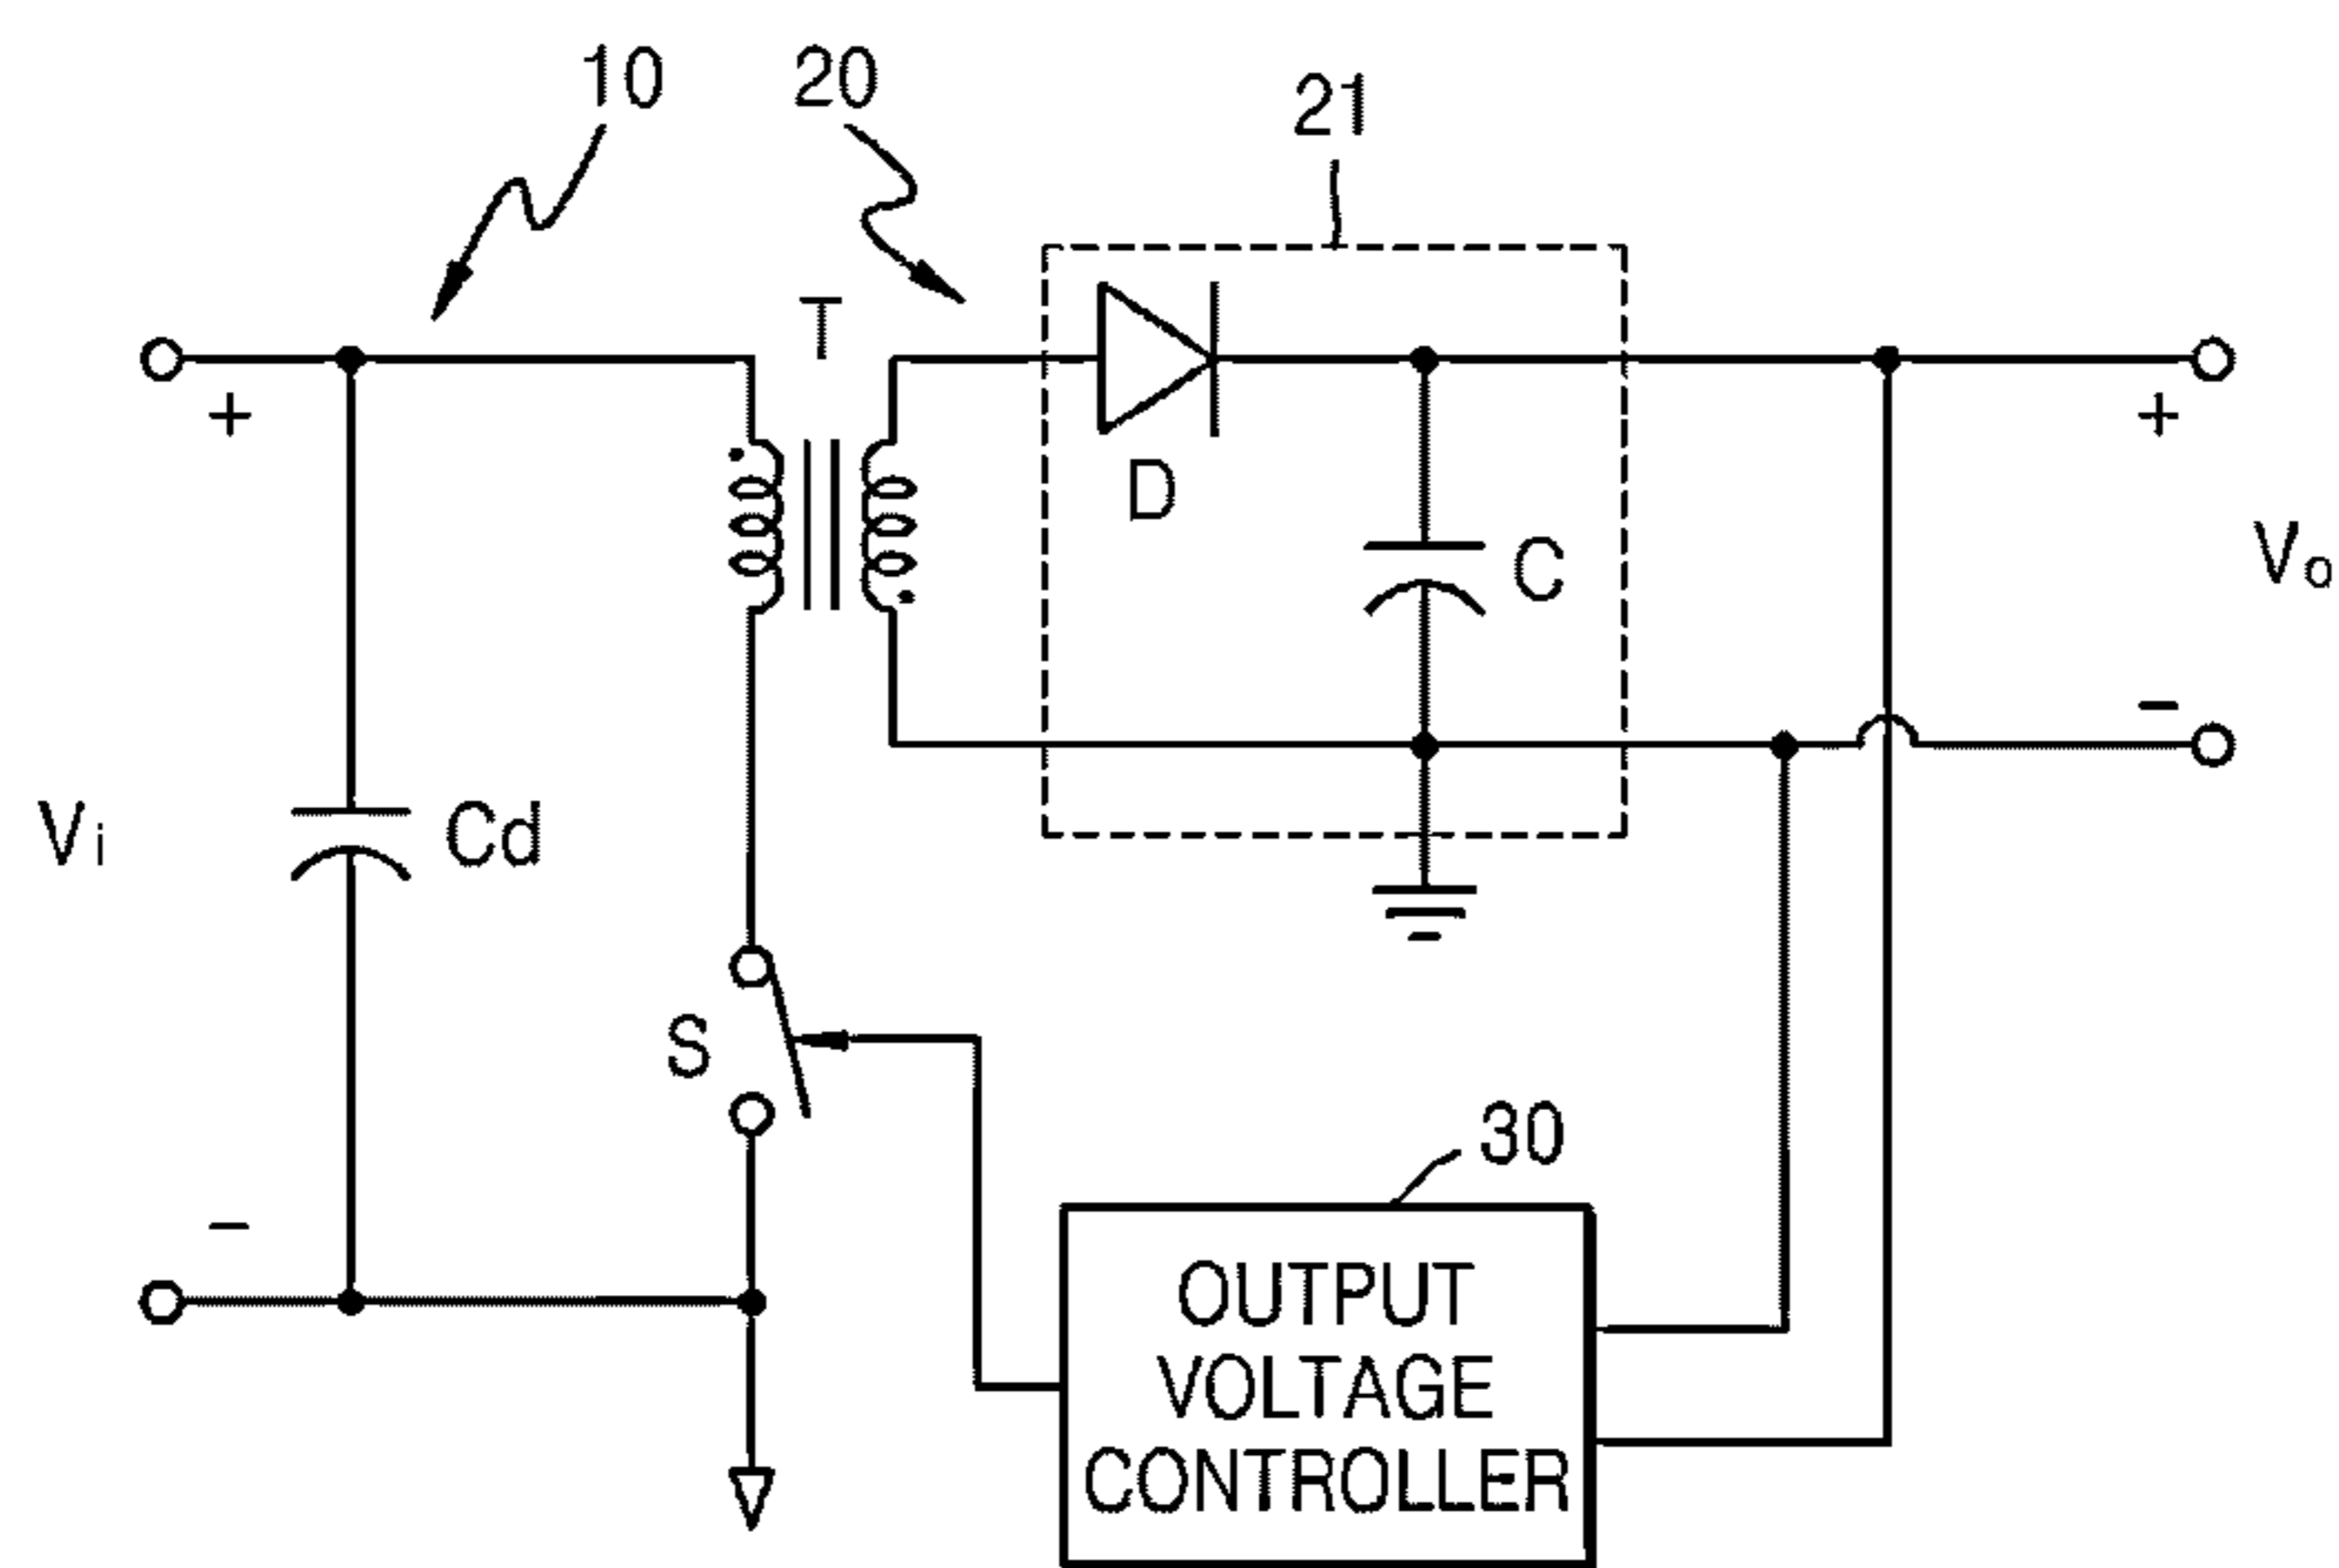 10
20
21
T
+
+
D
C
Vo
-
Vi
Cd
S
30
-
OUTPUT
VOLTAGE
CONTROLLER